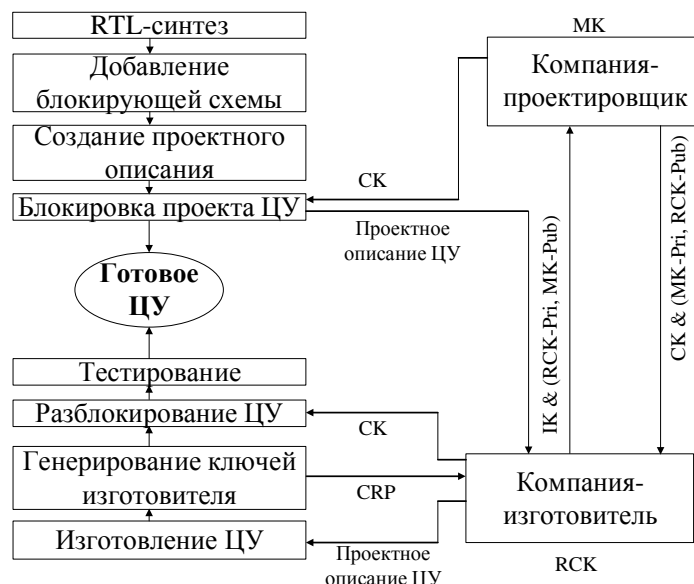 RTL-синтез
Добавление
блокирующей схемы
Создание проектного
описания
Блокировка проекта ЦУ
Готовое
ЦУ
Тестирование
Разблокирование ЦУ
Генерирование ключей
изготовителя
Изготовление ЦУ
CK
Проектное
описание ЦУ
CK
CRP
Проектное
описание ЦУ
MK
Компания-
проектировщик
IK & (RCK-Pri, MK-Pub)
CK & (MK-Pri, RCK-Pub)
Компания-
изготовитель
RCK